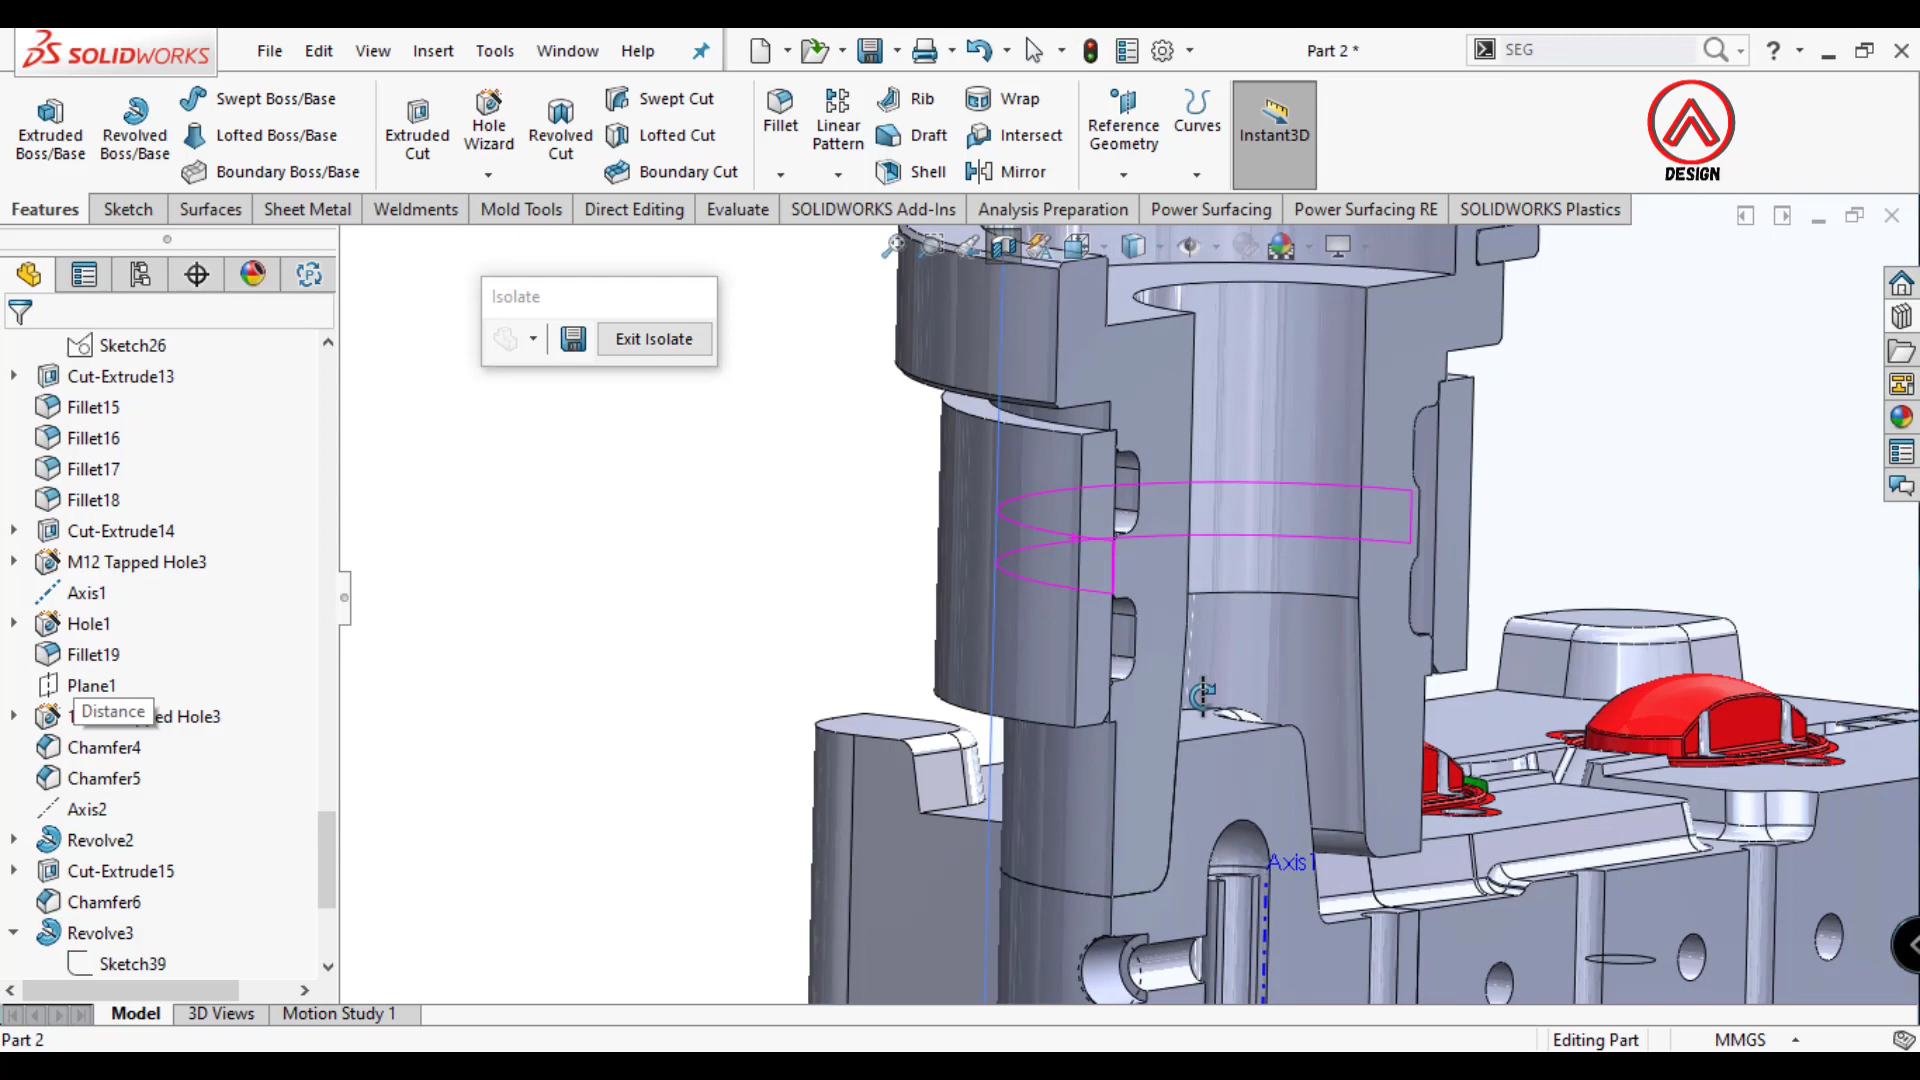 SOLIDWORKS
File Edit View Insert Tools Window Help
Part 2 *
SEG
Extruded Boss/Base
Revolved Boss/Base
Swept Boss/Base
Lofted Boss/Base
Boundary Boss/Base
Extruded Cut
Hole Wizard
Revolved Cut
Swept Cut
Lofted Cut
Boundary Cut
Fillet
Linear Pattern
Rib
Draft
Shell
Wrap
Intersect
Mirror
Reference Geometry
Curves
Instant3D
DESIGN
Features Sketch Surfaces Sheet Metal Weldments Mold Tools Direct Editing Evaluate SOLIDWORKS Add-Ins Analysis Preparation Power Surfacing Power Surfacing RE SOLIDWORKS Plastics
Isolate
Exit Isolate
Sketch26
Cut-Extrude13
Fillet15
Fillet16
Fillet17
Fillet18
Cut-Extrude14
M12 Tapped Hole3
Axis1
Hole1
Fillet19
Plane1
Distance
ed Hole3
Chamfer4
Chamfer5
Axis2
Revolve2
Cut-Extrude15
Chamfer6
Revolve3
Sketch39
Axis1
Model 3D Views Motion Study 1
Part 2
Editing Part
MMGS